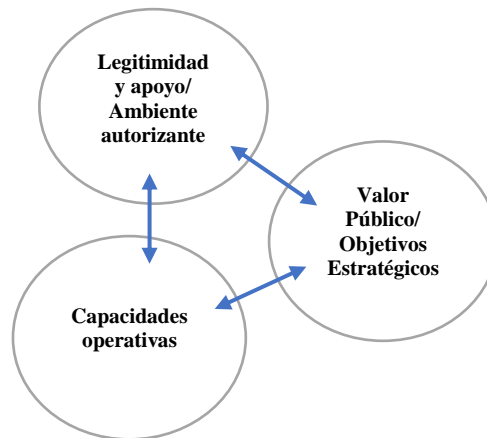 Legitimidad
y apoyo/
Ambiente
autorizante
Valor
Público/
Objetivos
Estratégicos
Capacidades
operativas